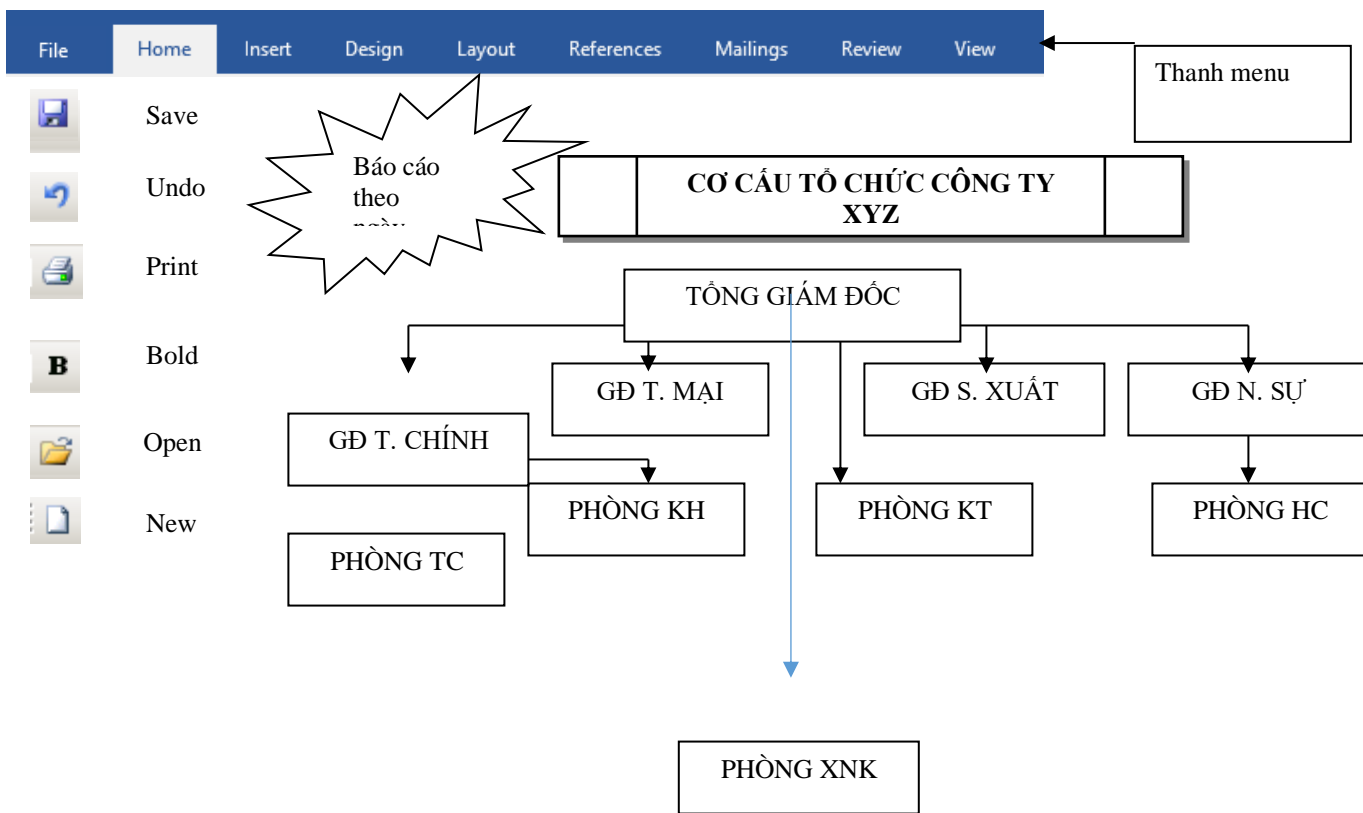 File Home Insert Design Layout References Mailings Review View
Thanh menu
Save
Undo
Print
B
Bold
Open
New
Báo cáo
theo
CƠ CẤU TỔ CHỨC CÔNG TY
XYZ
TỔNG GIÁM ĐỐC
GĐ T. CHÍNH
GĐ T. MẠI
GĐ S. XUẤT
GĐ N. SỰ
PHÒNG TC
PHÒNG KH
PHÒNG KT
PHÒNG HC
PHÒNG XNK